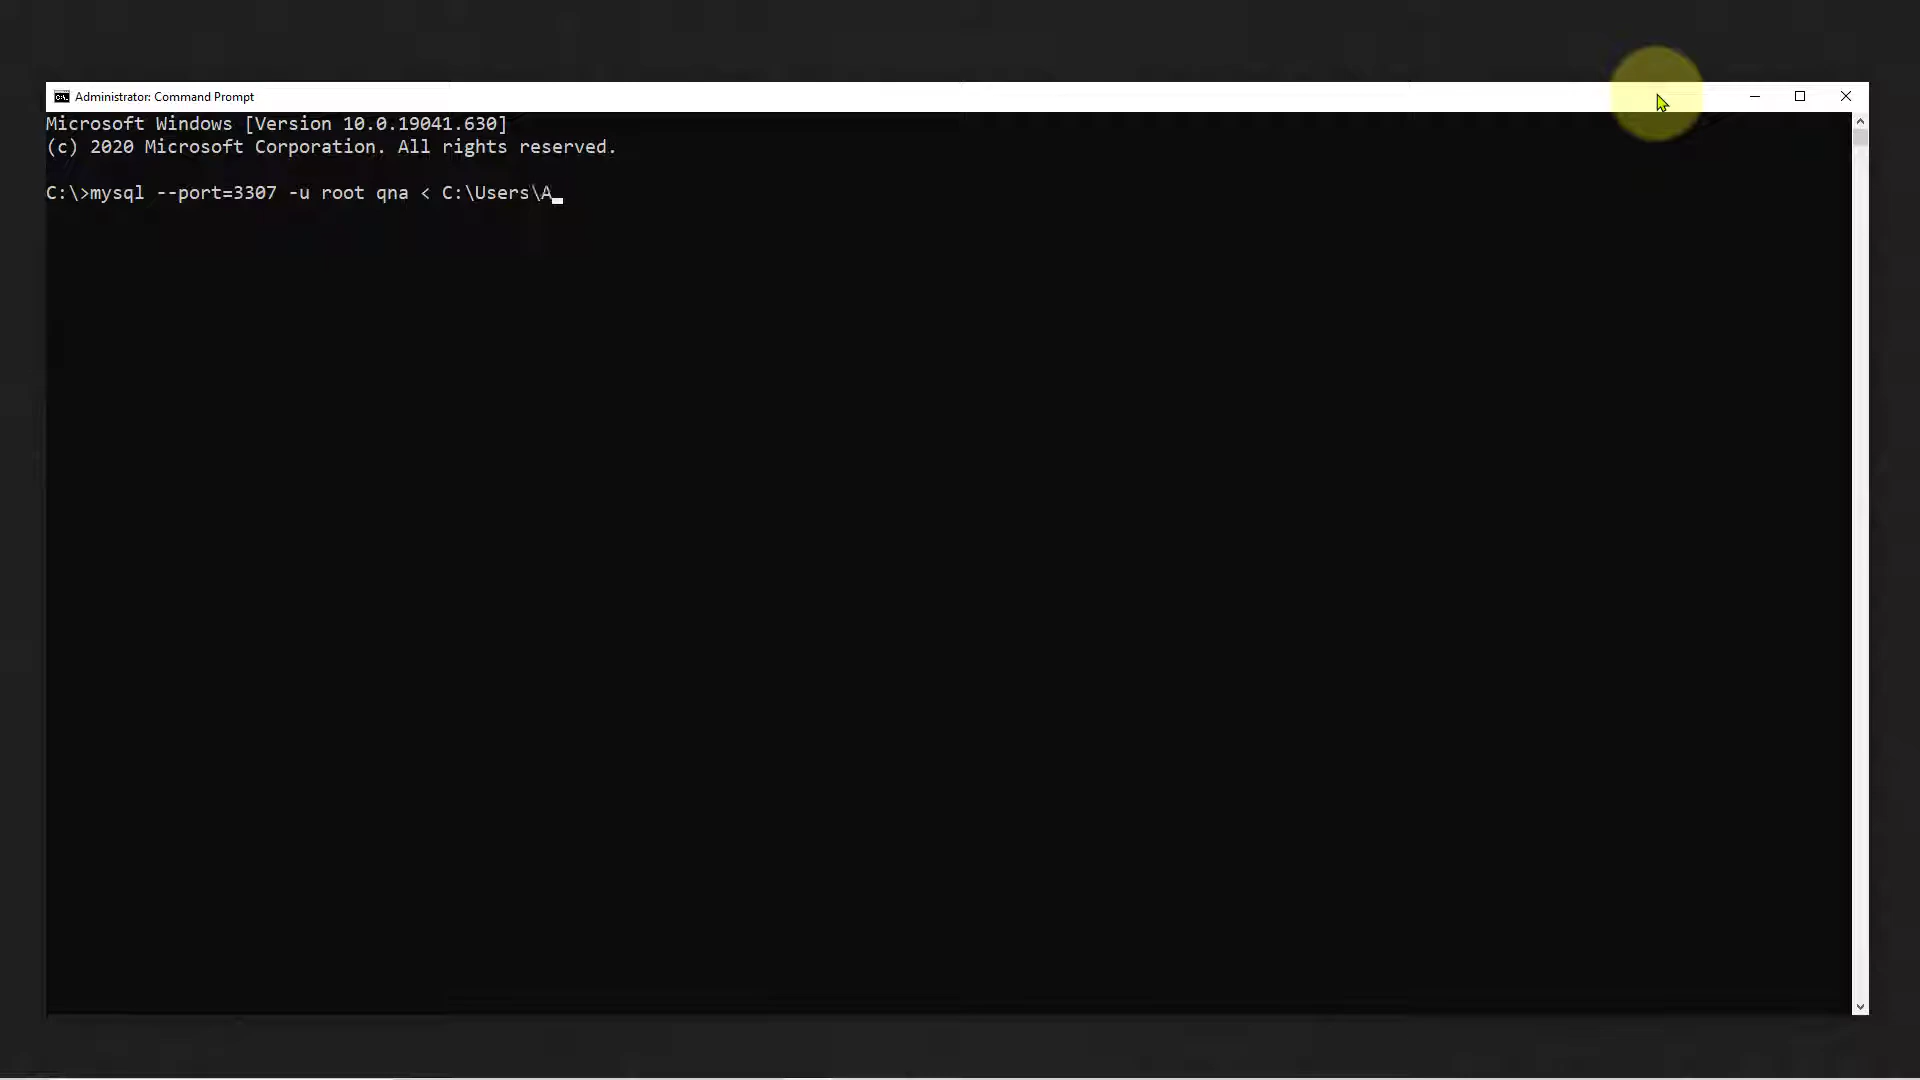 Administrator: Command Prompt
Microsoft Windows [Version 10.0.19041.630]
(c) 2020 Microsoft Corporation. All rights reserved.
C:\>mysql --port=3307 -u root qna < C:\Users\A